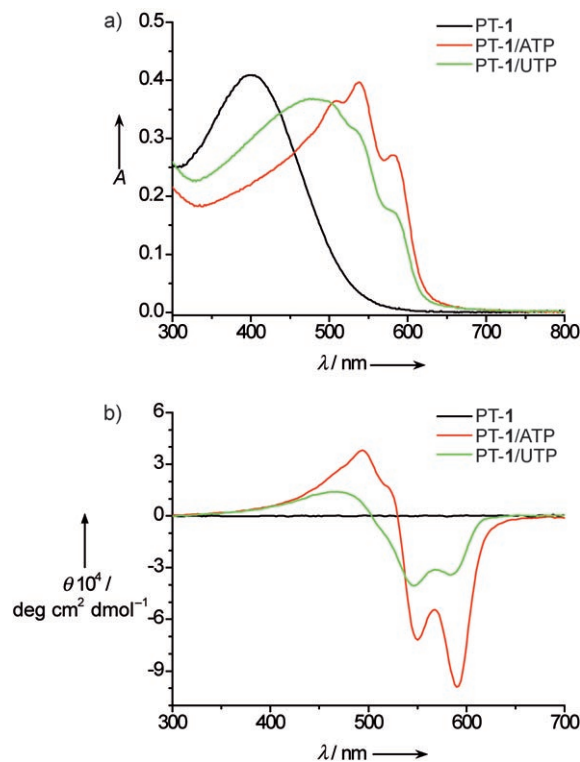 a)
PT-1
PT-1/ATP
PT-1/UTP
0.5
0.4
0.3
A
0.2
0.1
0.0
300 400 500 600 700 800
λ / nm
b)
PT-1
PT-1/ATP
PT-1/UTP
6
3
0
θ10⁴ /
deg cm² dmol⁻¹
-3
-6
-9
300 400 500 600 700
λ / nm